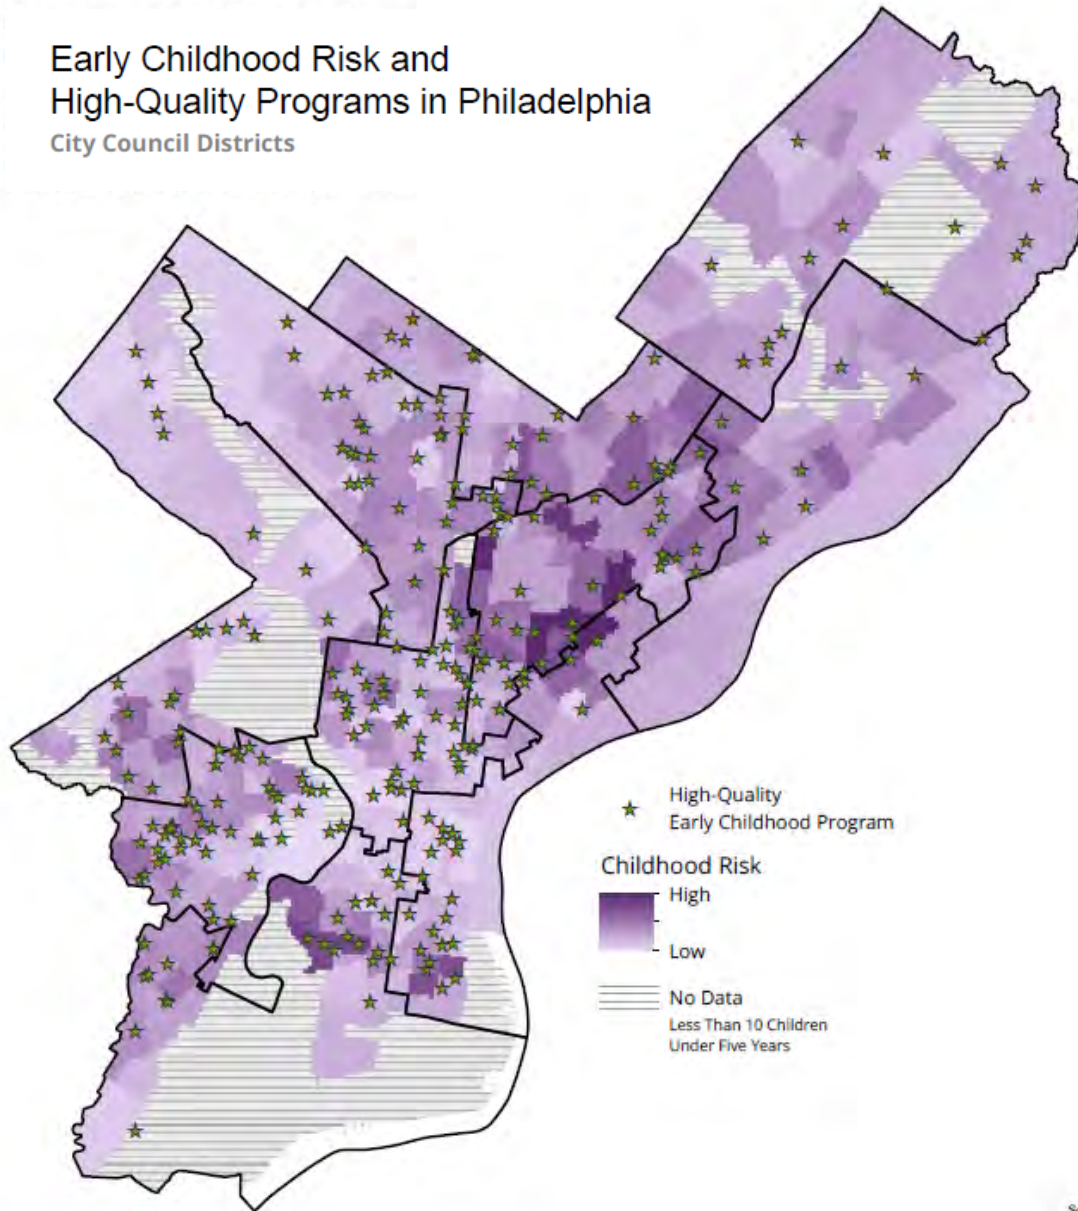 Early Childhood Risk and
High-Quality Programs in Philadelphia
City Council Districts
High-Quality
Early Childhood Program
Childhood Risk
High
Low
No Data
Less Than 10 Children
Under Five Years